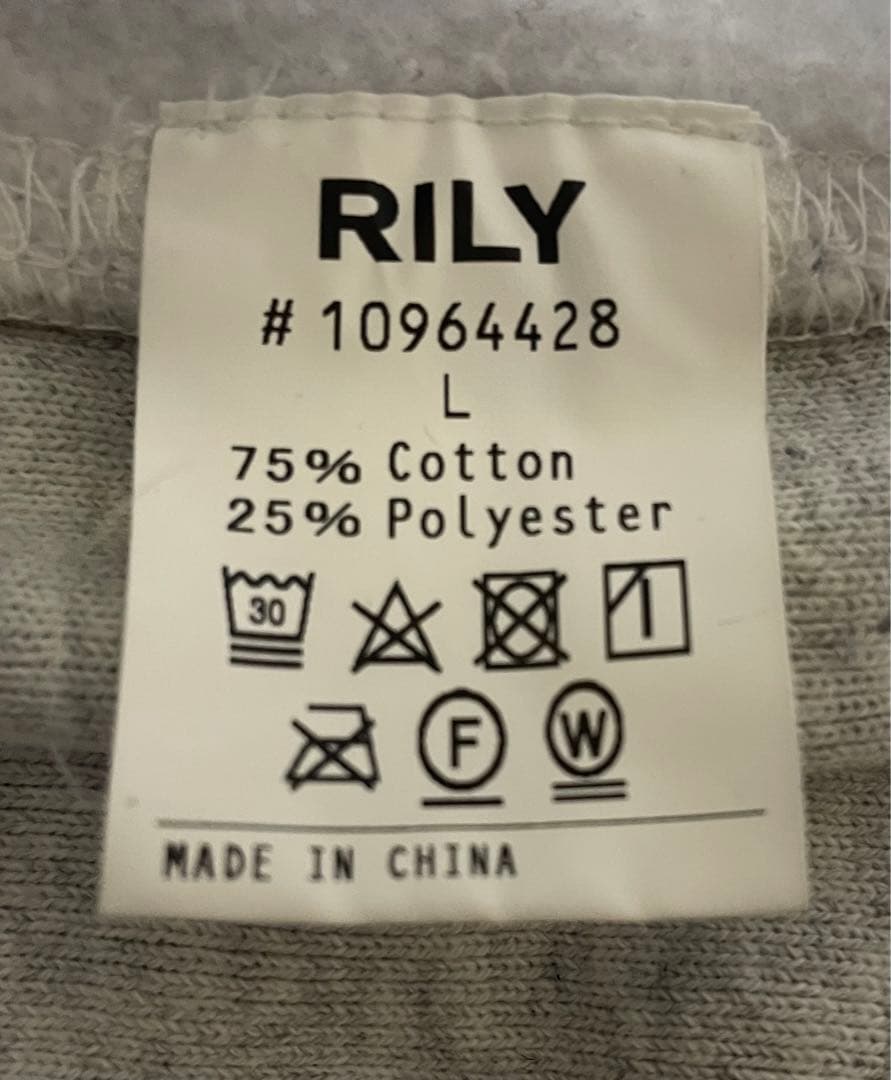 RILY
# 10964428
L
75% Cotton
25% Polyester
30
F W
MADE IN CHINA